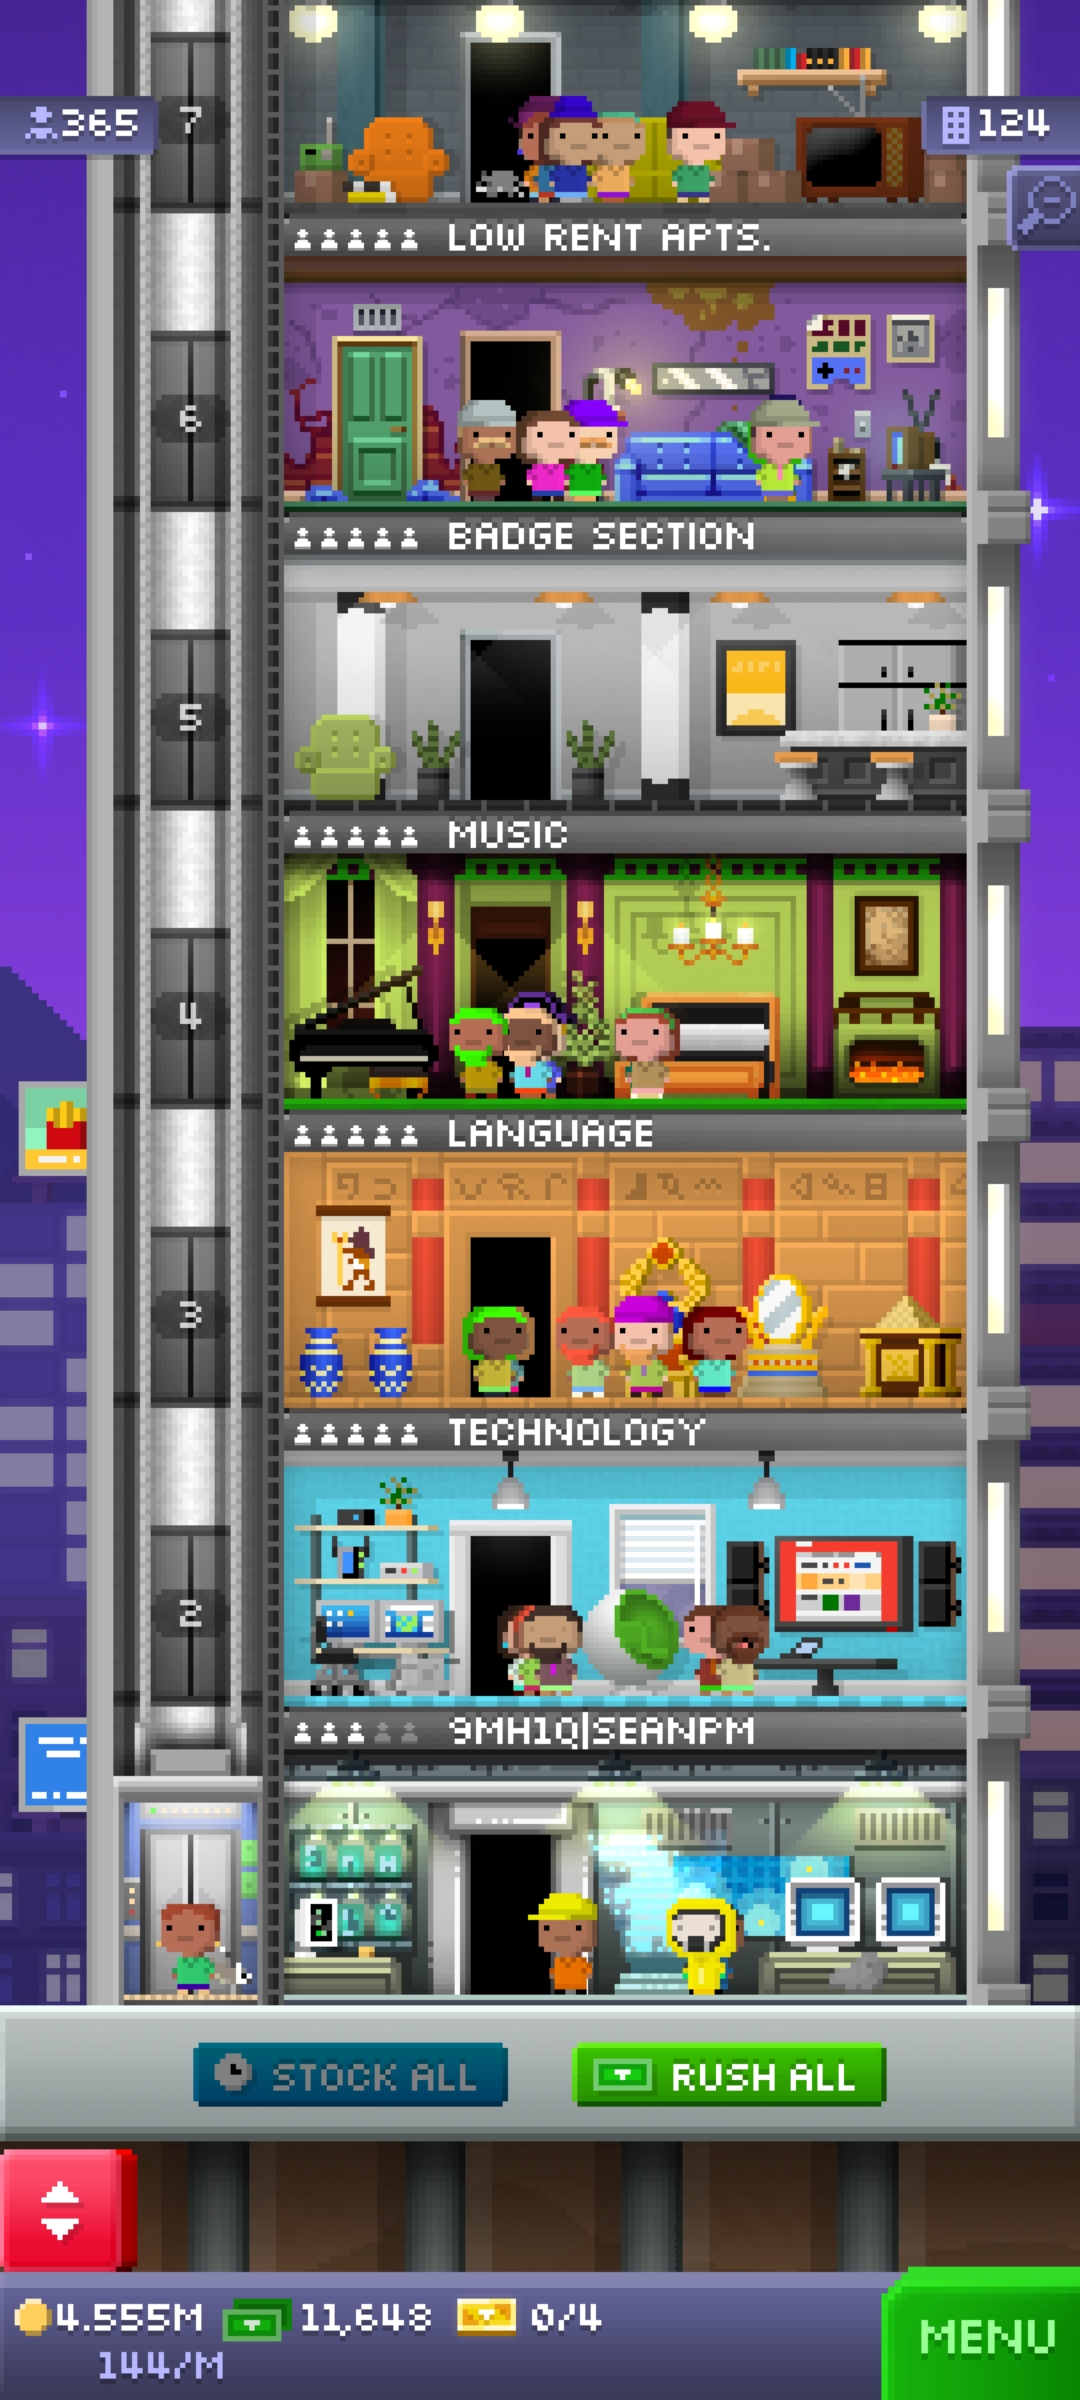 365
7
124
LOW RENT APTS.
6
BADGE SECTION
5
MUSIC
4
LANGUAGE
3
TECHNOLOGY
2
9MH1Q|SEANPM
STOCK ALL
RUSH ALL
4.555M
11,648
0/4
144/M
MENU